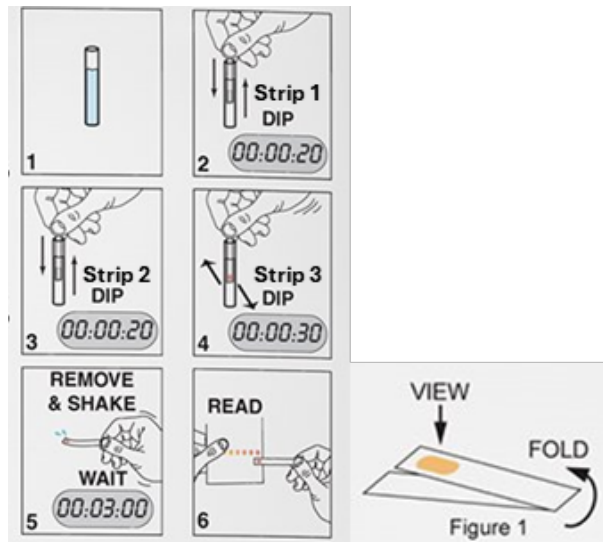 1
Strip 1
DIP
2
00:00:20
Strip 2
DIP
3
00:00:20
Strip 3
DIP
4
00:00:30
REMOVE
& SHAKE
WAIT
5
00:03:00
READ
6
VIEW
FOLD
Figure 1